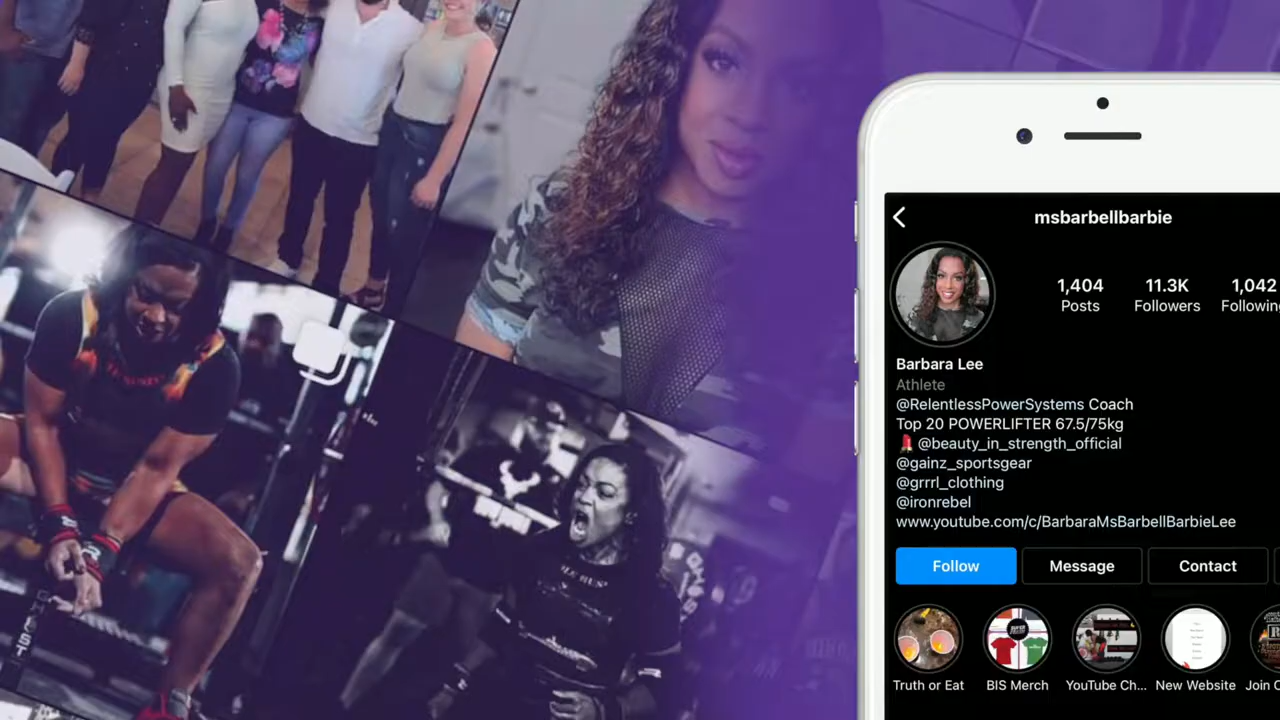 msbarbellbarbie
1,404
11.3K
1,042
Posts
Followers
Following
Barbara Lee
Athlete
@RelentlessPowerSystems Coach
Top 20 POWERLIFTER 67.5/75kg
💄 @beauty_in_strength_official
@gainz_sportsgear
@grrrl_clothing
@ironrebel
www.youtube.com/c/BarbaraMsBarbellBarbieLee
Follow
Message
Contact
Truth or Eat
BIS Merch
YouTube Ch...
New Website
Join